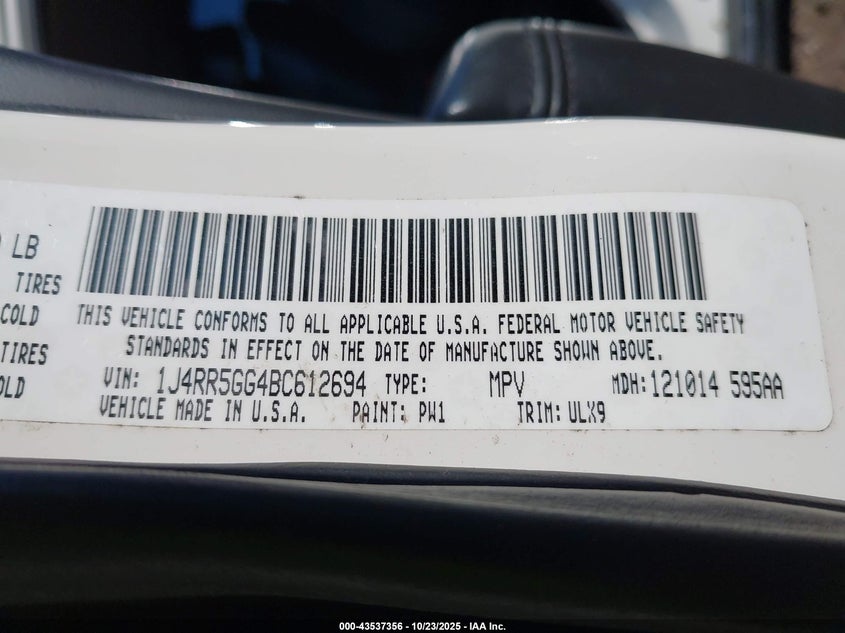 LB
TIRES
COLD
THIS VEHICLE CONFORMS TO ALL APPLICABLE U.S.A. FEDERAL MOTOR VEHICLE SAFETY
TIRES
STANDARDS IN EFFECT ON THE DATE OF MANUFACTURE SHOWN ABOVE.
VIN: 1J4RR5GG4BC612694 TYPE: MPV MDH:121014 595AA
VEHICLE MADE IN U.S.A. PAINT: PW1 TRIM: ULX9
000-43537356 | 10/23/2025 | IAA Inc.